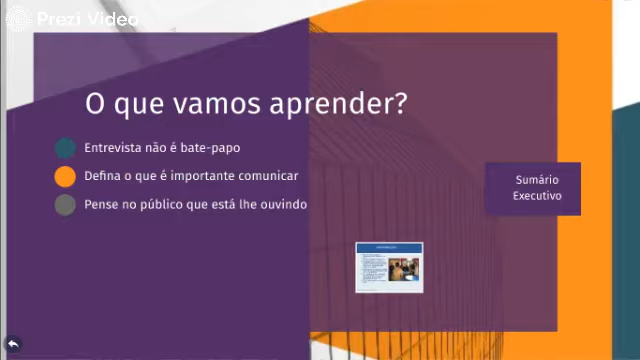 Prezi Video
O que vamos aprender?
Entrevista não é bate-papo
Defina o que é importante comunicar
Pense no público que está lhe ouvindo
Sumário
Executivo